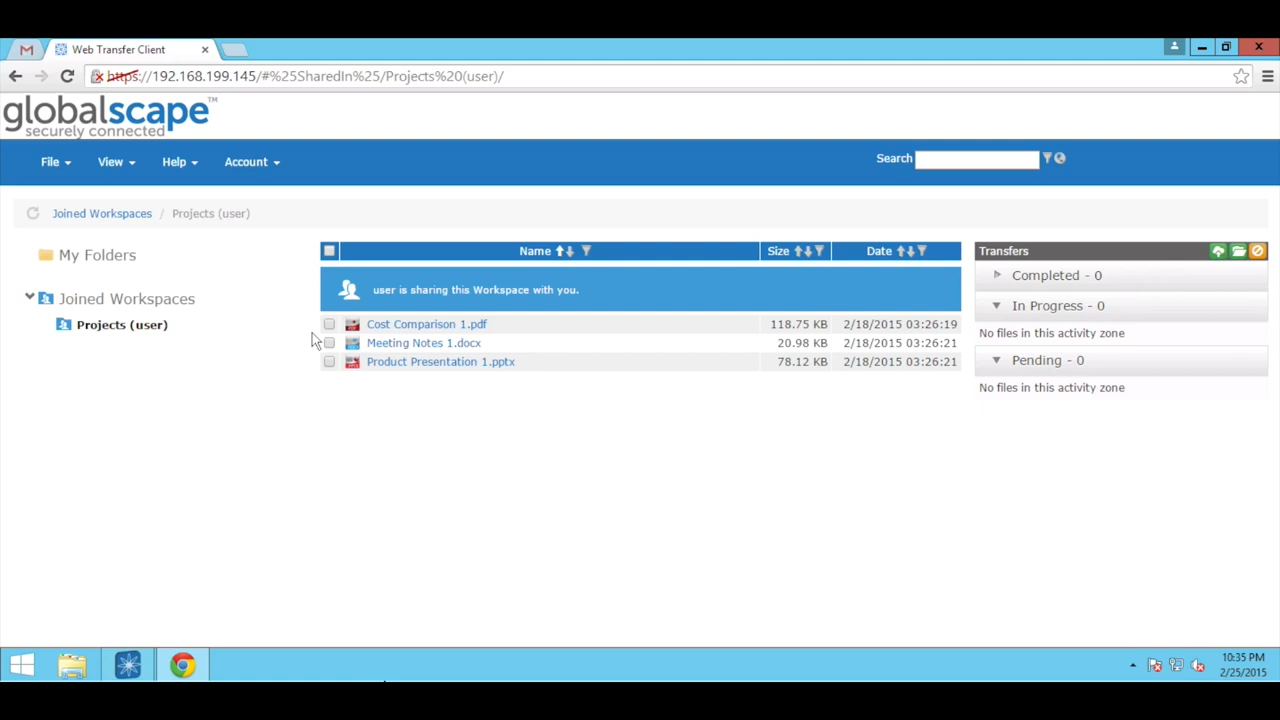 Web Transfer Client
https://192.168.199.145/#%25SharedIn%25/Projects%20(user)/
globalscape™
securely connected
File View Help Account Search
Joined Workspaces / Projects (user)
My Folders
Joined Workspaces
Projects (user)
Name Size Date
user is sharing this Workspace with you.
Cost Comparison 1.pdf 118.75 KB 2/18/2015 03:26:19
Meeting Notes 1.docx 20.98 KB 2/18/2015 03:26:21
Product Presentation 1.pptx 78.12 KB 2/18/2015 03:26:21
Transfers
Completed - 0
In Progress - 0
No files in this activity zone
Pending - 0
No files in this activity zone
10:35 PM
2/25/2015